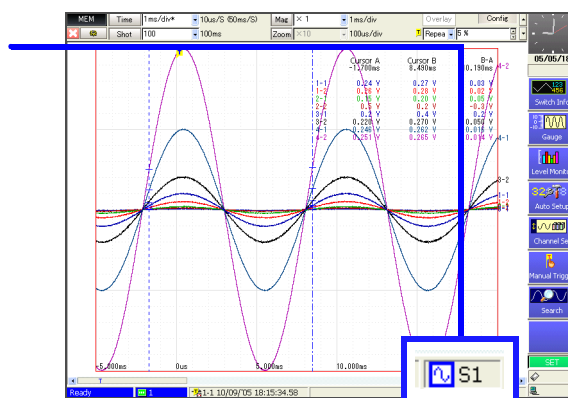 MEM Time 1ms/div* 10us/S (50ms/S) Mag × 1 1ms/div Overlay Config
Shot 100 100ms Zoom ×10 100us/div T Repea 5 %
05/05/18
Cursor A Cursor B B-A
-1.700ms 8.490ms 0.190ms 4-2
1-1 0.24 V 0.27 V 0.03 V
1-2 0.26 V 0.28 V 0.02 V
2-1 0.15 V 0.20 V 0.05 V
2-2 0.5 V 0.2 V -0.3
3-1 0.2 V 0.4 V 0.2 V
3-2 0.220 V 0.270 V 0.050 V
4-1 0.246 V 0.262 V 0.016 V 4-1
4-2 0.251 V 0.265 V 0.014 V
3-2
1-1
Switch Info
Gauge
Level Monito
Auto Setup
Channel Se
Manual Trigg
Search
-5.000ms 0us 5.000ms 10.000ms
T
S1
SET
Ready 1 1-1 10/09/'05 18:15:34.58